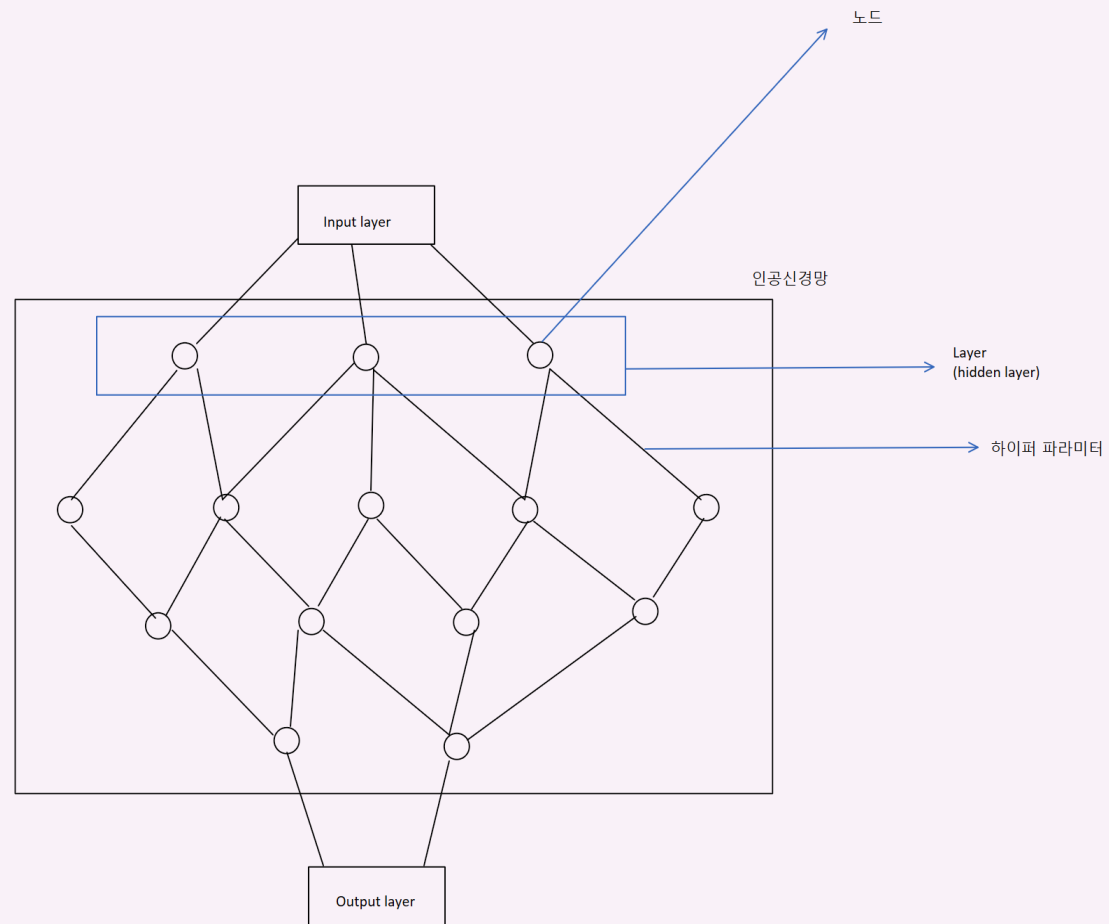 노드
Input layer
인공신경망
Layer
(hidden layer)
하이퍼 파라미터
Output layer